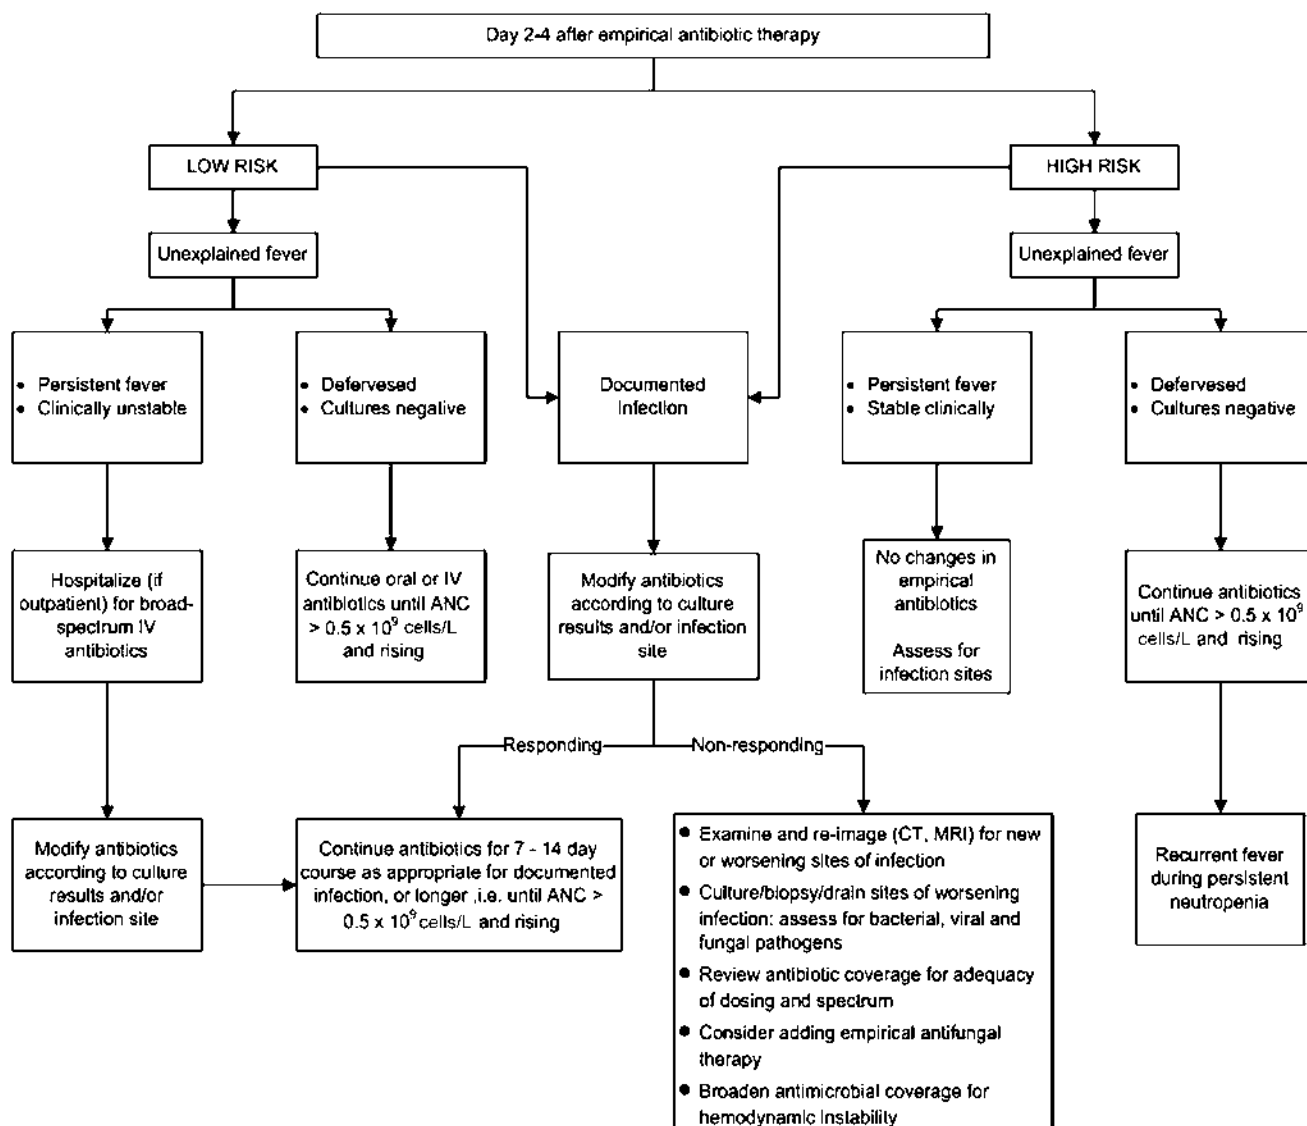 Day 2-4 after empirical antibiotic therapy
LOW RISK
HIGH RISK
Unexplained fever
Unexplained fever
• Persistent fever
• Clinically unstable
• Defervesed
• Cultures negative
Documented
Infection
• Persistent fever
• Stable clinically
• Defervesed
• Cultures negative
Hospitalize (if
outpatient) for broad-
spectrum IV
antibiotics
Continue oral or IV
antibiotics until ANC
> 0.5 x 10⁹ cells/L
and rising
Modify antibiotics
according to culture
results and/or infection
site
No changes in
empirical
antibiotics
Assess for
infection sites
Continue antibiotics
until ANC > 0.5 x 10⁹
cells/L and rising
Responding
Non-responding
Modify antibiotics
according to culture
results and/or
infection site
Continue antibiotics for 7 - 14 day
course as appropriate for documented
infection, or longer ,i.e. until ANC >
0.5 x 10⁹ cells/L and rising
• Examine and re-image (CT, MRI) for new
or worsening sites of infection
• Culture/biopsy/drain sites of worsening
infection: assess for bacterial, viral and
fungal pathogens
• Review antibiotic coverage for adequacy
of dosing and spectrum
• Consider adding empirical antifungal
therapy
• Broaden antimicrobial coverage for
hemodynamic instability
Recurrent fever
during persistent
neutropenia